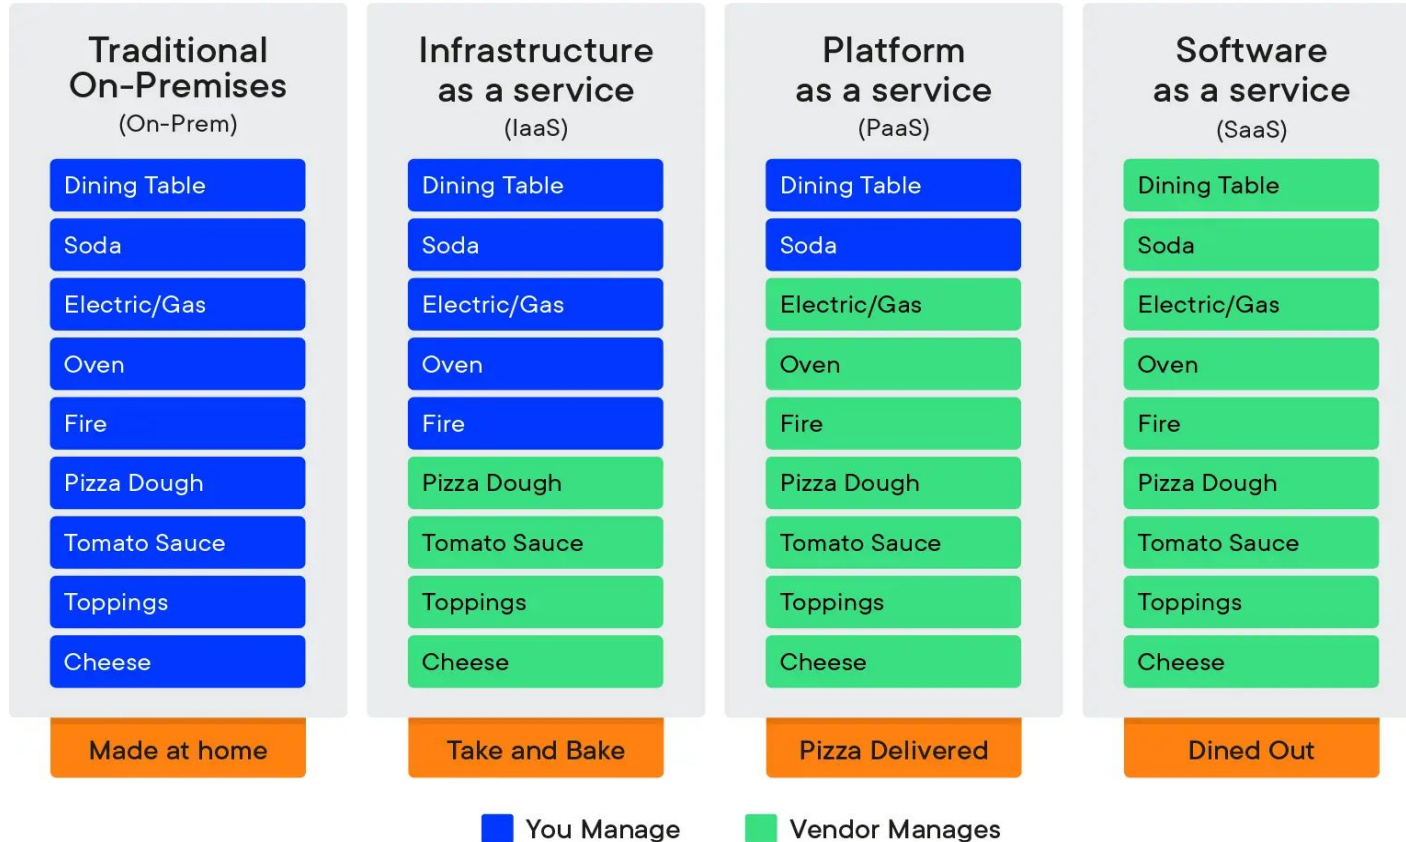 Traditional
On-Premises
(On-Prem)
Dining Table
Soda
Electric/Gas
Oven
Fire
Pizza Dough
Tomato Sauce
Toppings
Cheese
Made at home
Infrastructure
as a service
(IaaS)
Dining Table
Soda
Electric/Gas
Oven
Fire
Pizza Dough
Tomato Sauce
Toppings
Cheese
Take and Bake
Platform
as a service
(PaaS)
Dining Table
Soda
Electric/Gas
Oven
Fire
Pizza Dough
Tomato Sauce
Toppings
Cheese
Pizza Delivered
Software
as a service
(SaaS)
Dining Table
Soda
Electric/Gas
Oven
Fire
Pizza Dough
Tomato Sauce
Toppings
Cheese
Dined Out
You Manage
Vendor Manages